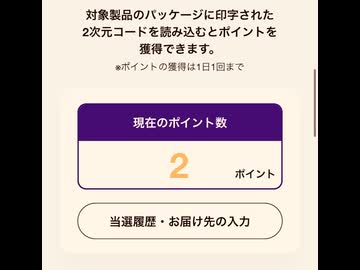 対象製品のパッケージに印字された
2次元コードを読み込むとポイントを
獲得できます。
※ポイントの獲得は1日1回まで
現在のポイント数
2
ポイント
当選履歴・お届け先の入力